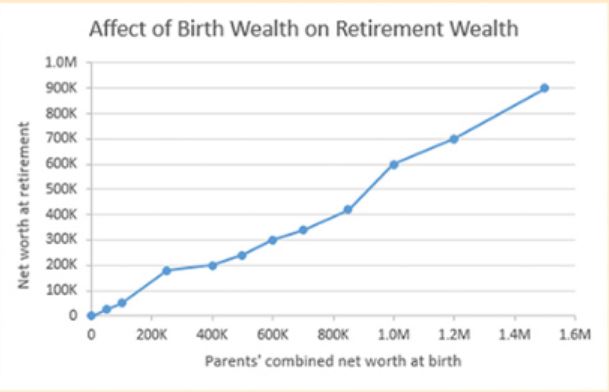 Affect of Birth Wealth on Retirement Wealth
Net worth at retirement
1.0M
900K
800K
700K
600K
500K
400K
300K
200K
100K
0
0 200K 400K 600K 800K 1.0M 1.2M 1.4M 1.6M
Parents' combined net worth at birth